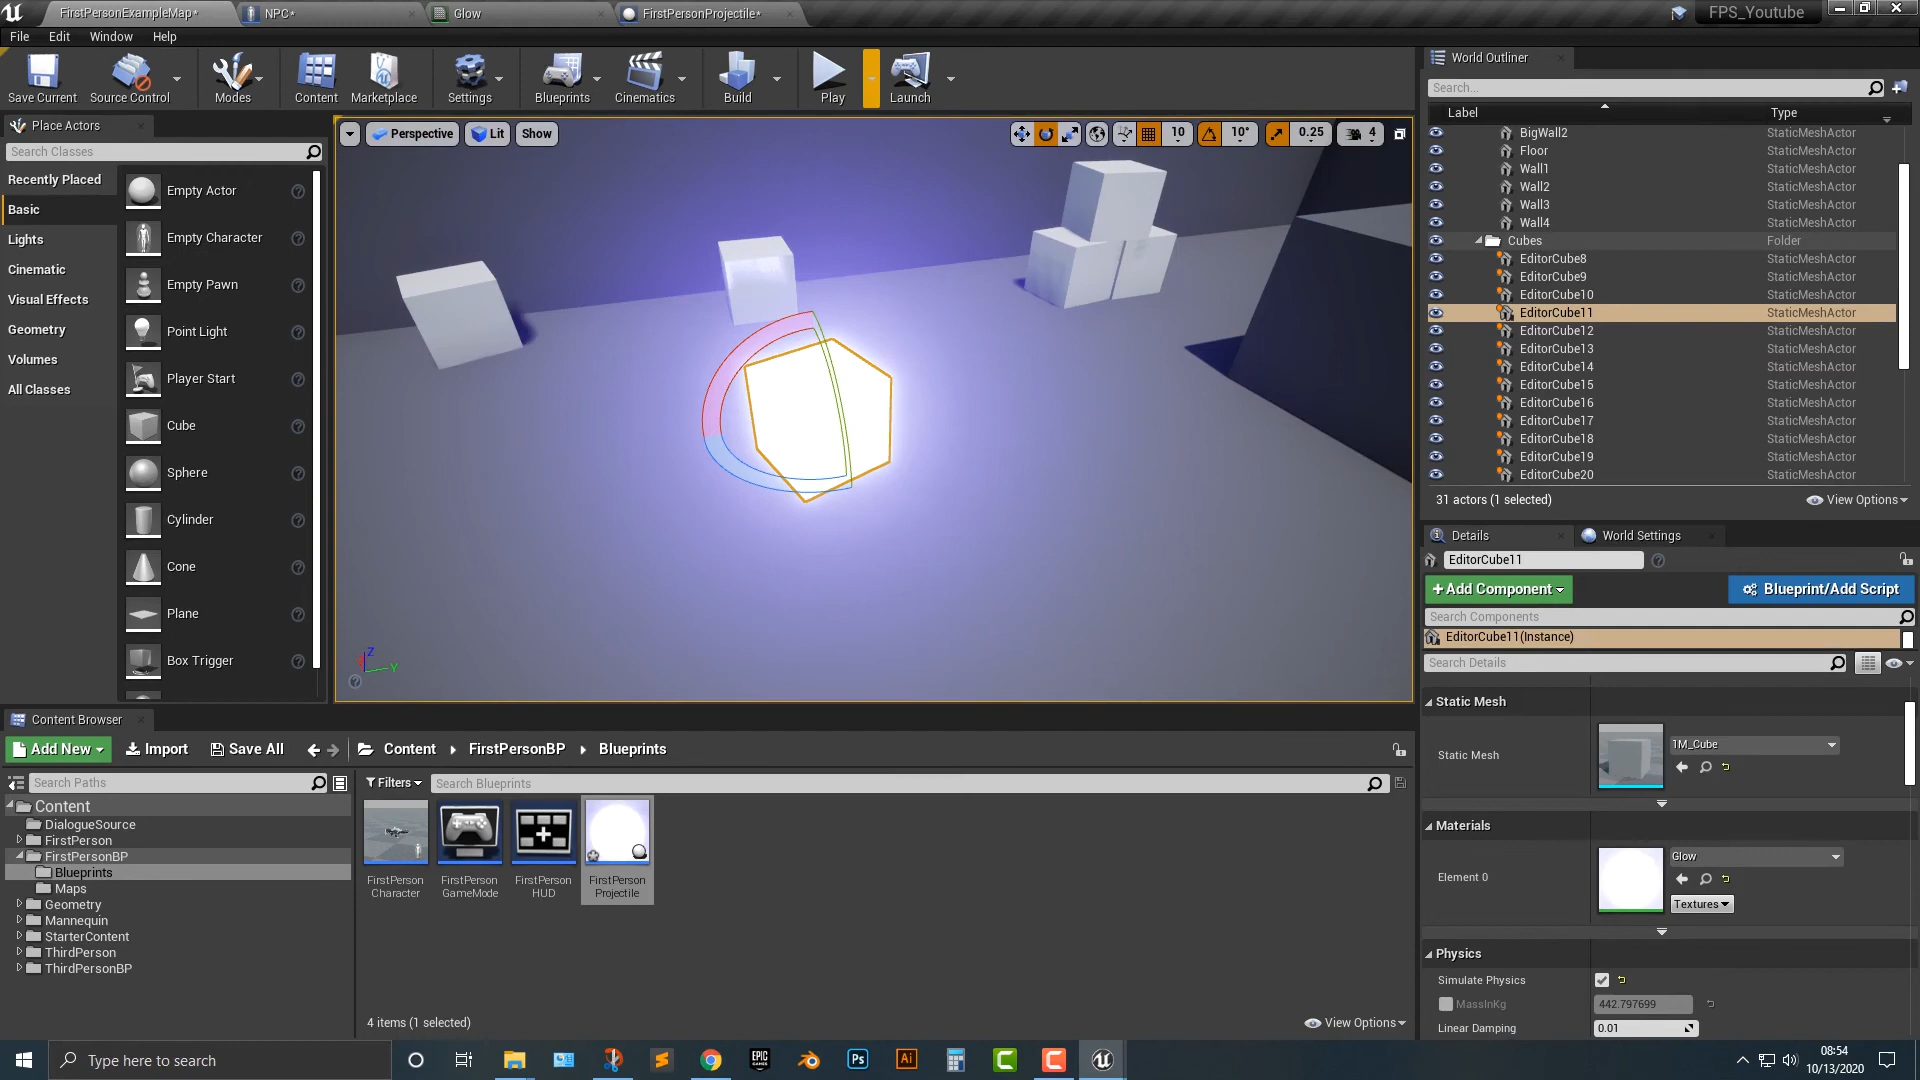 FirstPersonExampleMap*
NPC*
Glow
FirstPersonProjectile*
FPS_Youtube
File
Edit
Window
Help
Save Current
Source Control
Modes
Content
Marketplace
Settings
Blueprints
Cinematics
Build
Play
Launch
Place Actors
Search Classes
Recently Placed
Basic
Lights
Cinematic
Visual Effects
Geometry
Volumes
All Classes
Empty Actor
Empty Character
Empty Pawn
Point Light
Player Start
Cube
Sphere
Cylinder
Cone
Plane
Box Trigger
Perspective
Lit
Show
10
10°
0.25
4
Z
Y
World Outliner
Search...
Label
Type
BigWall2 StaticMeshActor
Floor StaticMeshActor
Wall1 StaticMeshActor
Wall2 StaticMeshActor
Wall3 StaticMeshActor
Wall4 StaticMeshActor
Cubes Folder
EditorCube8 StaticMeshActor
EditorCube9 StaticMeshActor
EditorCube10 StaticMeshActor
EditorCube11 StaticMeshActor
EditorCube12 StaticMeshActor
EditorCube13 StaticMeshActor
EditorCube14 StaticMeshActor
EditorCube15 StaticMeshActor
EditorCube16 StaticMeshActor
EditorCube17 StaticMeshActor
EditorCube18 StaticMeshActor
EditorCube19 StaticMeshActor
EditorCube20 StaticMeshActor
31 actors (1 selected)
View Options
Details
World Settings
EditorCube11
+ Add Component
Blueprint/Add Script
Search Components
EditorCube11(Instance)
Search Details
Static Mesh
Static Mesh
1M_Cube
Materials
Element 0
Glow
Textures
Physics
Simulate Physics
MassInKg
442.797699
Linear Damping
0.01
Content Browser
Add New
Import
Save All
Content
FirstPersonBP
Blueprints
Search Paths
Filters
Search Blueprints
Content
DialogueSource
FirstPerson
FirstPersonBP
Blueprints
Maps
Geometry
Mannequin
StarterContent
ThirdPerson
ThirdPersonBP
FirstPerson
Character
FirstPerson
GameMode
FirstPerson
HUD
FirstPerson
Projectile
4 items (1 selected)
View Options
Type here to search
EPIC
GAMES
Ps
Ai
C
C
08:54
10/13/2020